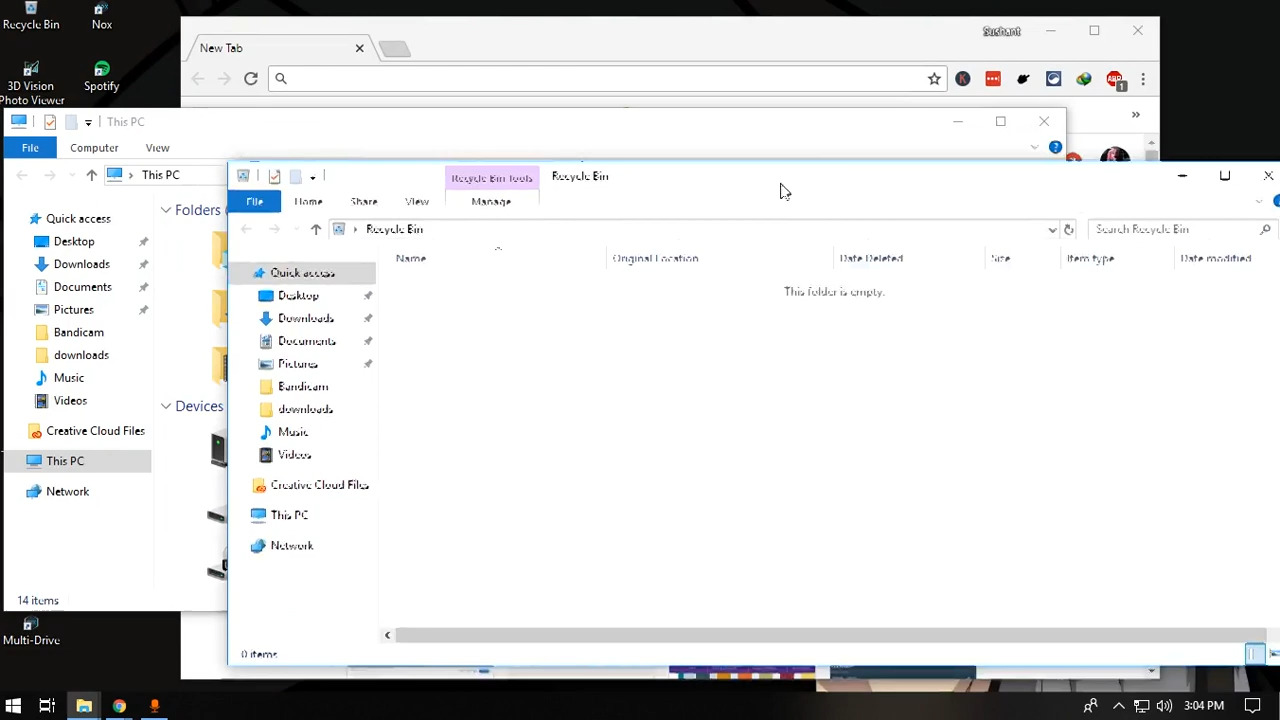 Recycle Bin
Nox
3D Vision
Photo Viewer
Spotify
New Tab
Sushant
1
This PC
File
Computer
View
This PC
Quick access
Desktop
Downloads
Documents
Pictures
Bandicam
downloads
Music
Videos
Creative Cloud Files
This PC
Network
Folders (
Devices
14 items
Recycle Bin Tools
Recycle Bin
File
Home
Share
View
Manage
Recycle Bin
Search Recycle Bin
Name
Original Location
Date Deleted
Size
Item type
Date modified
This folder is empty.
Quick access
Desktop
Downloads
Documents
Pictures
Bandicam
downloads
Music
Videos
Creative Cloud Files
This PC
Network
0 items
Multi-Drive
3:04 PM